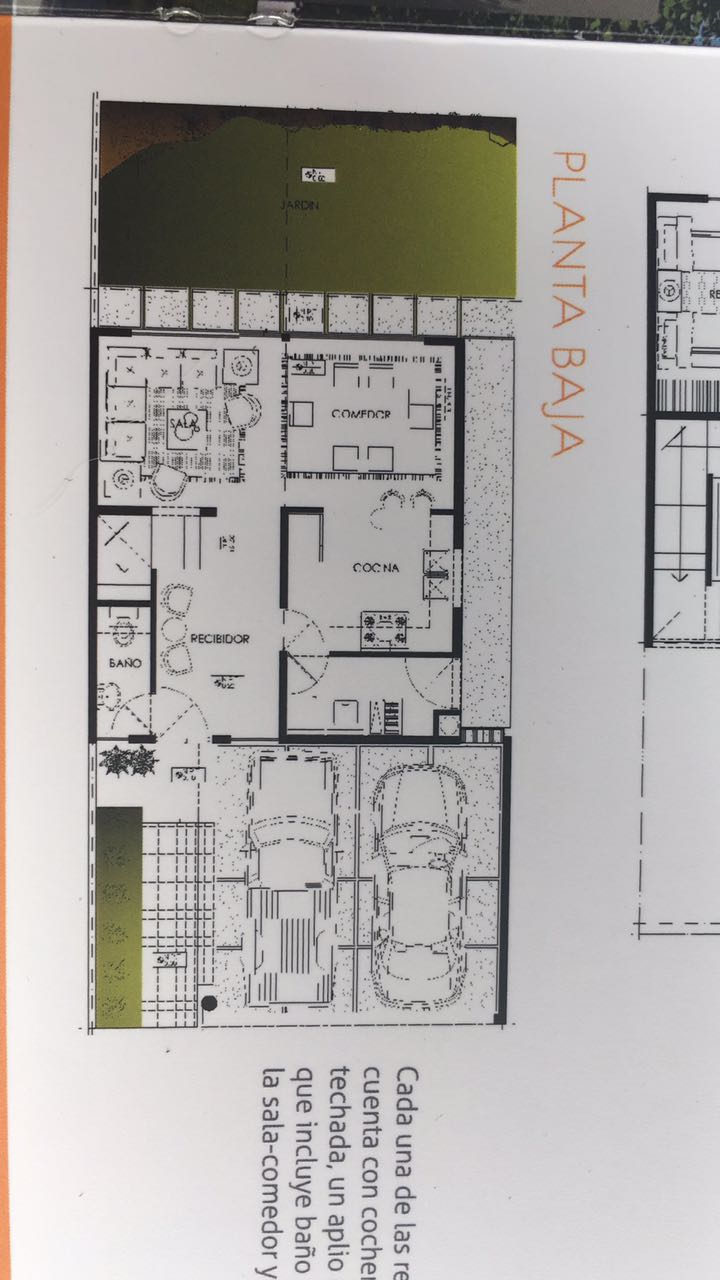 PLANTA BAJA
JARDIN
SALA
COMEDOR
COCINA
RECIBIDOR
BAÑO
Cada una de las re
cuenta con cocher
techada, un aplio
que incluye baño
la sala-comedor y